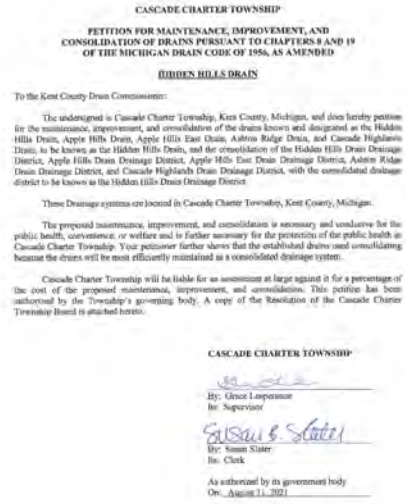 CASCADE CHARTER TOWNSHIP
PETITION FOR MAINTENANCE, IMPROVEMENT, AND
CONSOLIDATION OF DRAINS PURSUANT TO CHAPTERS 8 AND 19
OF THE MICHIGAN DRAIN CODE OF 1956, AS AMENDED
HIDDEN HILLS DRAIN
To the Kent County Drain Commissioner:
The undersigned is Cascade Charter Township, Kent County, Michigan, and does hereby petition
for the maintenance, improvement, and consolidation of the drains known and designated as the Hidden
Hills Drain, Apple Hills Drain, Apple Hills East Drain, Ashton Ridge Drain, and Cascade Highlands
Drain, to be known as the Hidden Hills Drain, and the consolidation of the Hidden Hills Drain Drainage
District, Apple Hills Drain Drainage District, Apple Hills East Drain Drainage District, Ashton Ridge
Drain Drainage District, and Cascade Highlands Drain Drainage District, with the consolidated drainage
district to be known as the Hidden Hills Drain Drainage District.
These Drainage systems are located in Cascade Charter Township, Kent County, Michigan.
The proposed maintenance, improvement, and consolidation is necessary and conducive for the
public health, convenience, or welfare and is further necessary for the protection of the public health in
Cascade Charter Township. Your petitioner further shows that the established drains need consolidating
because the drains will be most efficiently maintained as a consolidated drainage system.
Cascade Charter Township will be liable for an assessment at large against it for a percentage of
the cost of the proposed maintenance, improvement, and consolidation. This petition has been
authorized by the Township's governing body. A copy of the Resolution of the Cascade Charter
Township Board is attached hereto.
CASCADE CHARTER TOWNSHIP
By: Grace Lesperance
Its: Supervisor
Susan B. Slater
By: Susan Slater
Its: Clerk
As authorized by its government body
On: August 11, 2021